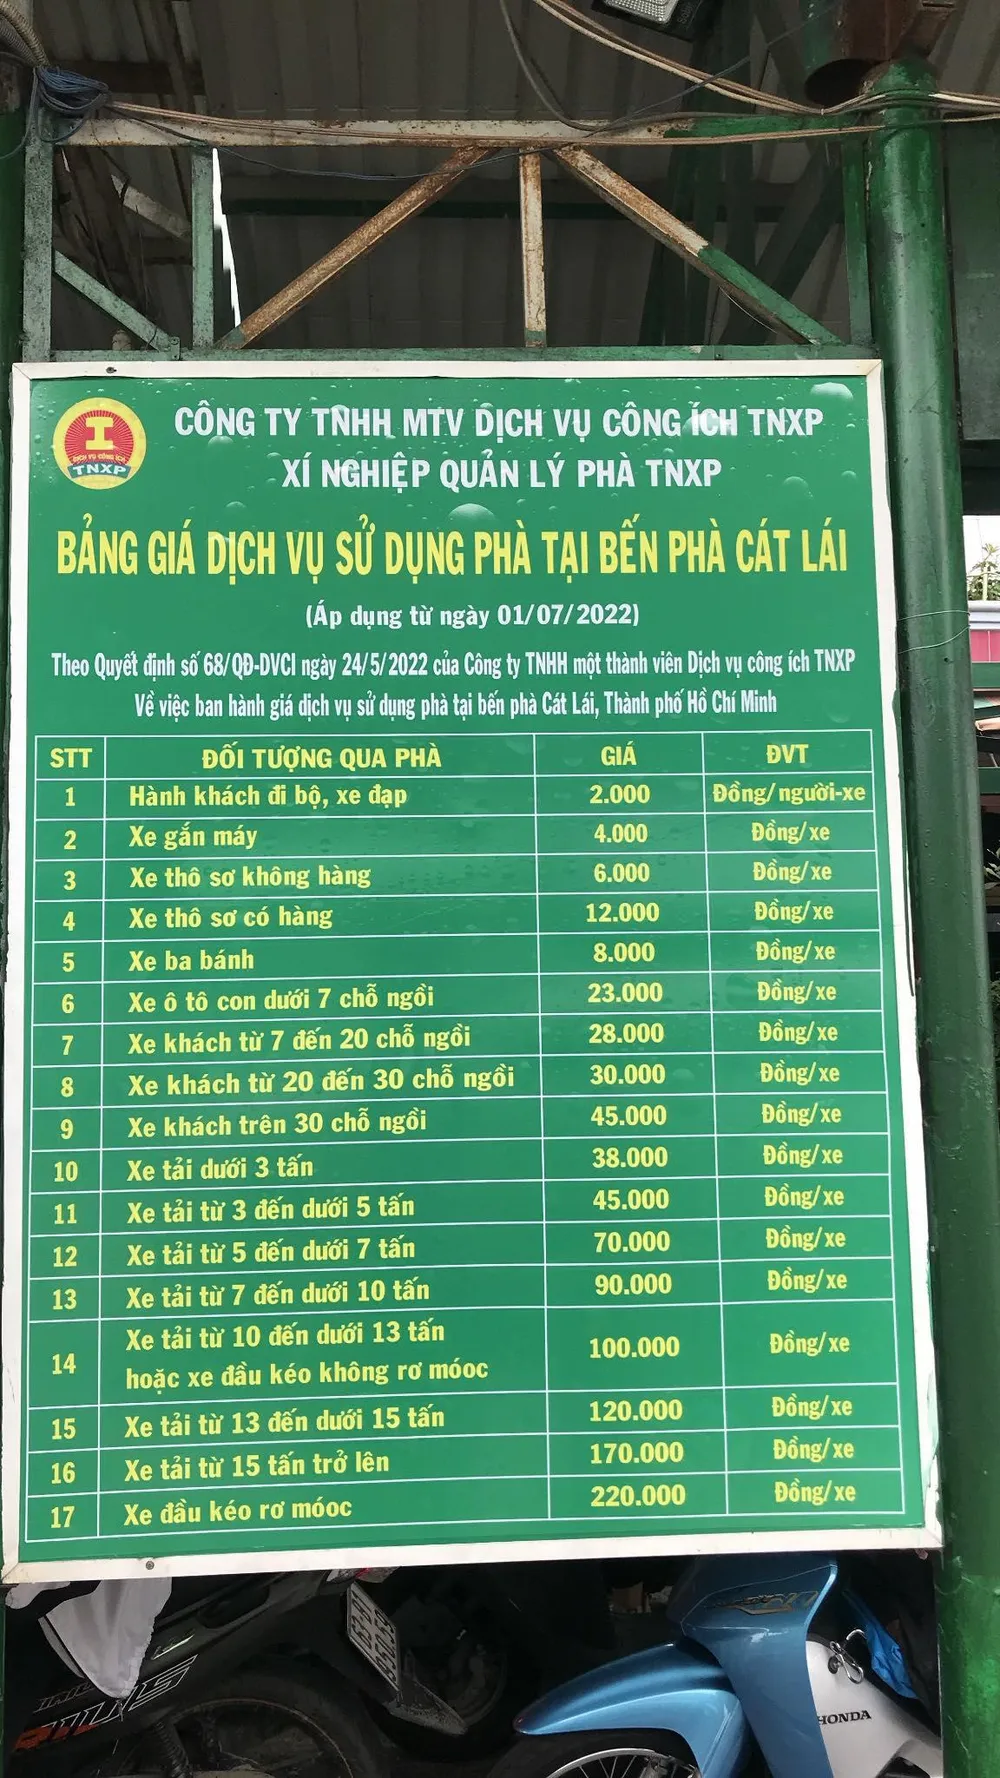 CÔNG TY TNHH MTV DỊCH VỤ CÔNG ÍCH TNXP
XÍ NGHIỆP QUẢN LÝ PHÀ TNXP
DỊCH VỤ CÔNG ÍCH
TNXP
BẢNG GIÁ DỊCH VỤ SỬ DỤNG PHÀ TẠI BẾN PHÀ CÁT LÁI
(Áp dụng từ ngày 01/07/2022)
Theo Quyết định số 68/QĐ-DVCI ngày 24/5/2022 của Công ty TNHH một thành viên Dịch vụ công ích TNXP
Về việc ban hành giá dịch vụ sử dụng phà tại bến phà Cát Lái, Thành phố Hồ Chí Minh
STT ĐỐI TƯỢNG QUA PHÀ GIÁ ĐVT
1 Hành khách đi bộ, xe đạp 2.000 Đồng/người-xe
2 Xe gắn máy 4.000 Đồng/xe
3 Xe thô sơ không hàng 6.000 Đồng/xe
4 Xe thô sơ có hàng 12.000 Đồng/xe
5 Xe ba bánh 8.000 Đồng/xe
6 Xe ô tô con dưới 7 chỗ ngồi 23.000 Đồng/xe
7 Xe khách từ 7 đến 20 chỗ ngồi 28.000 Đồng/xe
8 Xe khách từ 20 đến 30 chỗ ngồi 30.000 Đồng/xe
9 Xe khách trên 30 chỗ ngồi 45.000 Đồng/xe
10 Xe tải dưới 3 tấn 38.000 Đồng/xe
11 Xe tải từ 3 đến dưới 5 tấn 45.000 Đồng/xe
12 Xe tải từ 5 đến dưới 7 tấn 70.000 Đồng/xe
13 Xe tải từ 7 đến dưới 10 tấn 90.000 Đồng/xe
14 Xe tải từ 10 đến dưới 13 tấn
hoặc xe đầu kéo không rơ móoc 100.000 Đồng/xe
15 Xe tải từ 13 đến dưới 15 tấn 120.000 Đồng/xe
16 Xe tải từ 15 tấn trở lên 170.000 Đồng/xe
17 Xe đầu kéo rơ móoc 220.000 Đồng/xe
HONDA